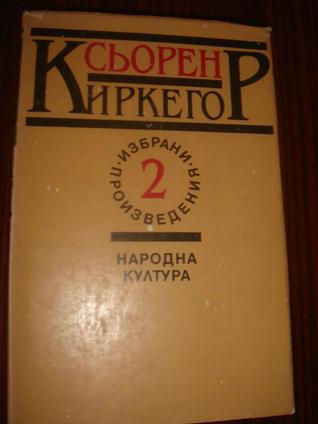 СЬОРЕН
КИРКЕГОР
ИЗБРАНИ
2
ПРОИЗВЕДЕНИЯ
НАРОДНА
КУЛТУРА